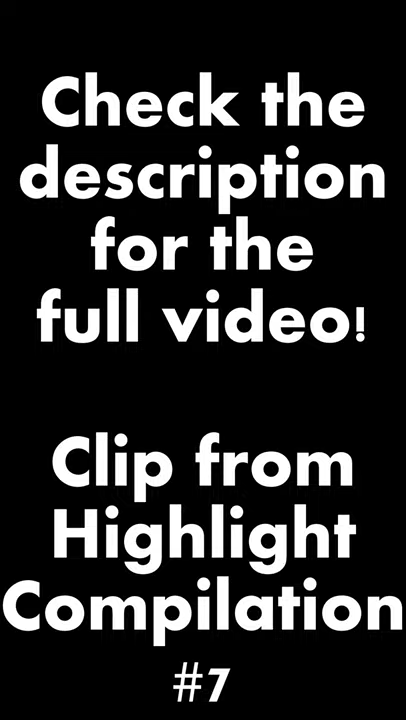 Check the
description
for the
full video!
Clip from
Highlight
Compilation
#7